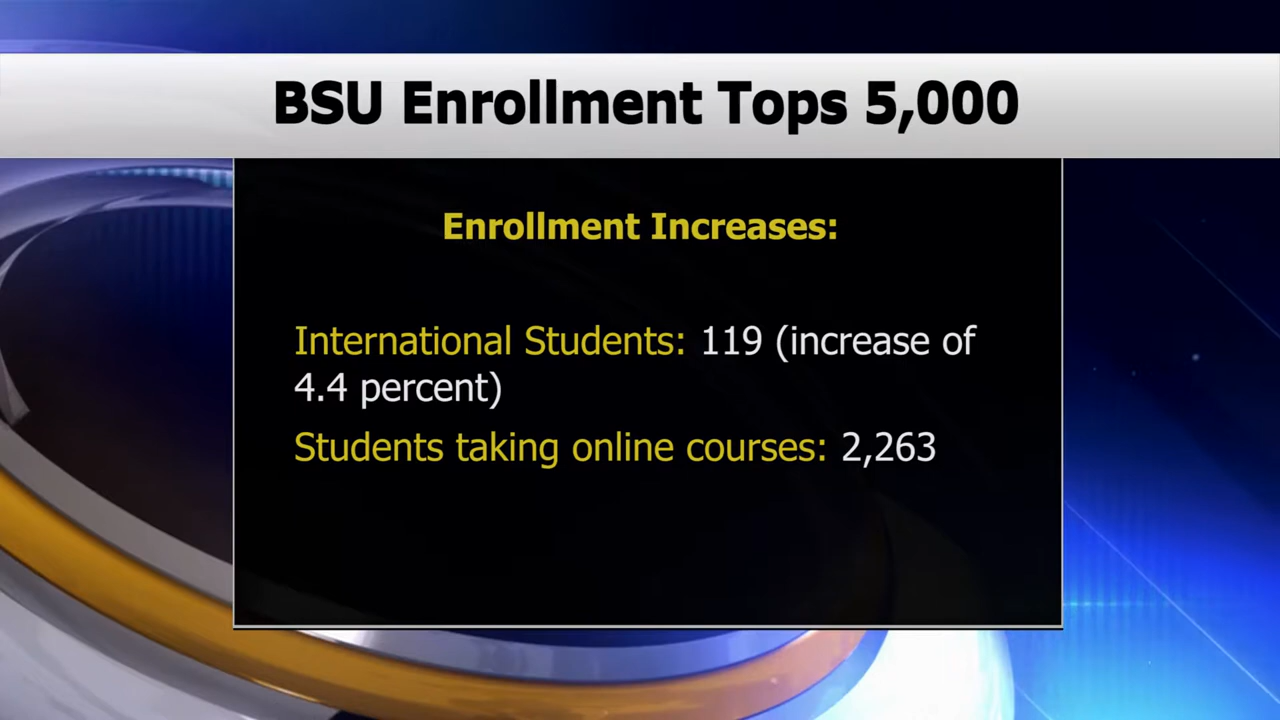 BSU Enrollment Tops 5,000
Enrollment Increases:
International Students: 119 (increase of
4.4 percent)
Students taking online courses: 2,263